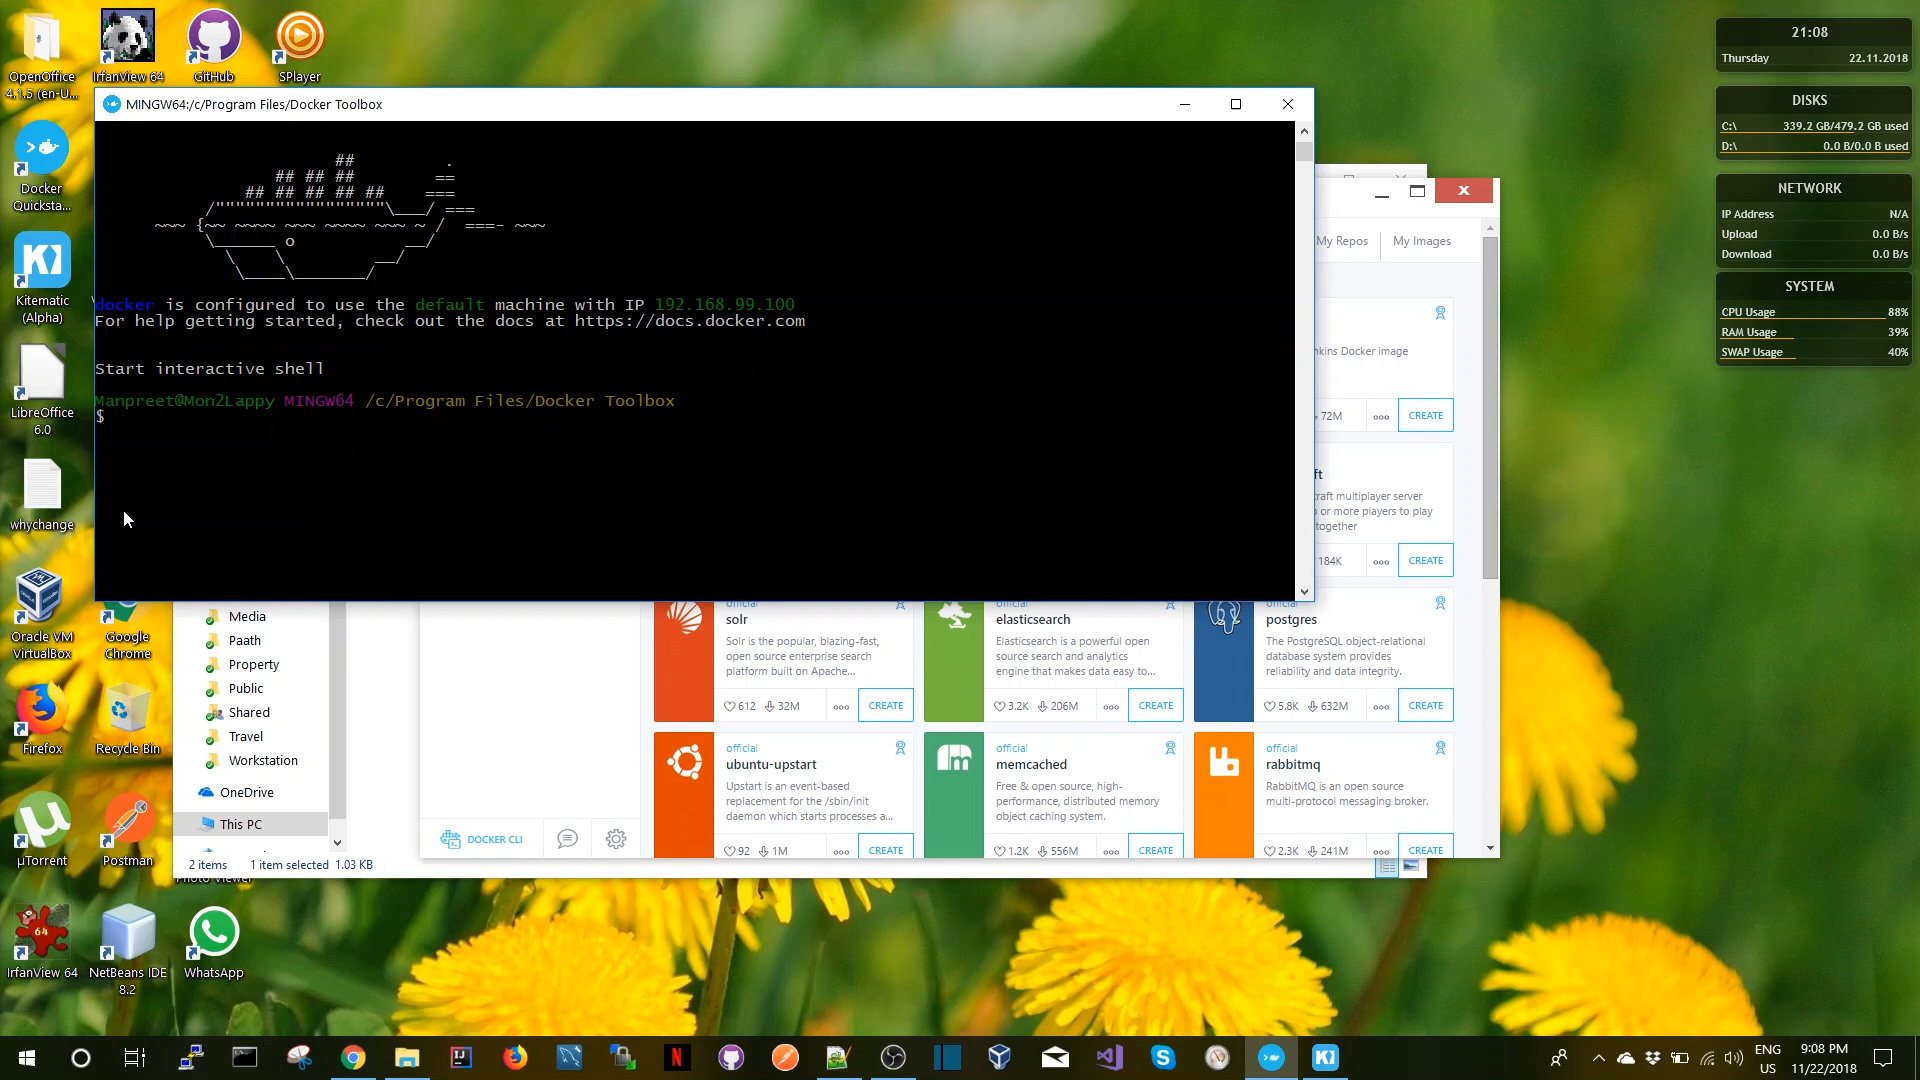 OpenOffice
4.1.5 (en-U...
IrfanView 64
GitHub
SPlayer
Docker
Quicksta...
Kitematic
(Alpha)
LibreOffice
6.0
whychange
Oracle VM
VirtualBox
Google
Chrome
Firefox
Recycle Bin
µTorrent
Postman
IrfanView 64
NetBeans IDE
8.2
WhatsApp
MINGW64:/c/Program Files/Docker Toolbox
docker is configured to use the default machine with IP 192.168.99.100
For help getting started, check out the docs at https://docs.docker.com
Start interactive shell
Manpreet@Mon2Lappy MINGW64 /c/Program Files/Docker Toolbox
$
My Repos
My Images
nkins Docker image
72M
CREATE
ft
raft multiplayer server
o or more players to play
together
184K
CREATE
Media
Paath
Property
Public
Shared
Travel
Workstation
OneDrive
This PC
2 items 1 item selected 1.03 KB
DOCKER CLI
official
solr
Solr is the popular, blazing-fast,
open source enterprise search
platform built on Apache...
612 32M
CREATE
official
elasticsearch
Elasticsearch is a powerful open
source search and analytics
engine that makes data easy to...
3.2K 206M
CREATE
official
postgres
The PostgreSQL object-relational
database system provides
reliability and data integrity.
5.8K 632M
CREATE
official
ubuntu-upstart
Upstart is an event-based
replacement for the /sbin/init
daemon which starts processes a...
92 1M
CREATE
official
memcached
Free & open source, high-
performance, distributed memory
object caching system.
1.2K 556M
CREATE
official
rabbitmq
RabbitMQ is an open source
multi-protocol messaging broker.
2.3K 241M
CREATE
21:08
Thursday 22.11.2018
DISKS
C:\ 339.2 GB/479.2 GB used
D:\ 0.0 B/0.0 B used
NETWORK
IP Address N/A
Upload 0.0 B/s
Download 0.0 B/s
SYSTEM
CPU Usage 88%
RAM Usage 39%
SWAP Usage 40%
ENG
US
9:08 PM
11/22/2018